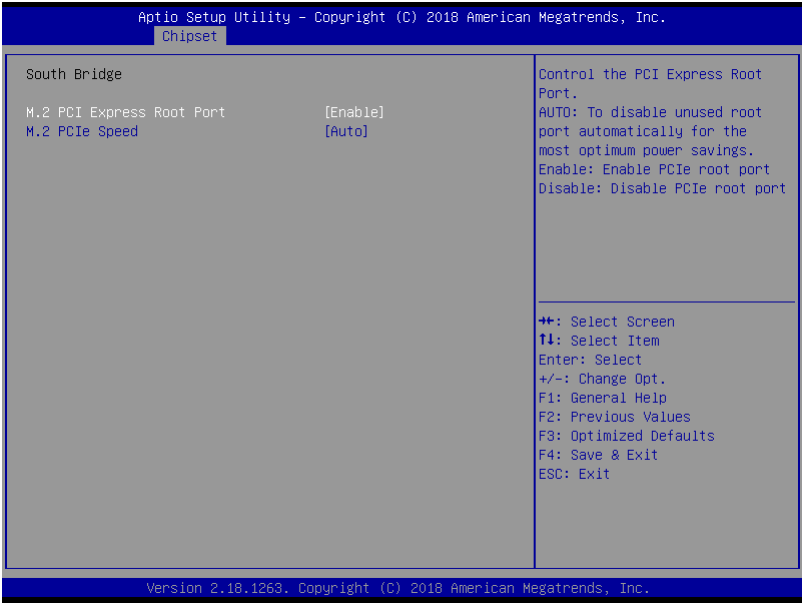 Aptio Setup Utility – Copyright (C) 2018 American Megatrends, Inc.
Chipset
South Bridge
M.2 PCI Express Root Port [Enable]
M.2 PCIe Speed [Auto]
Control the PCI Express Root
Port.
AUTO: To disable unused root
port automatically for the
most optimum power savings.
Enable: Enable PCIe root port
Disable: Disable PCIe root port
→←: Select Screen
↑↓: Select Item
Enter: Select
+/-: Change Opt.
F1: General Help
F2: Previous Values
F3: Optimized Defaults
F4: Save & Exit
ESC: Exit
Version 2.18.1263. Copyright (C) 2018 American Megatrends, Inc.